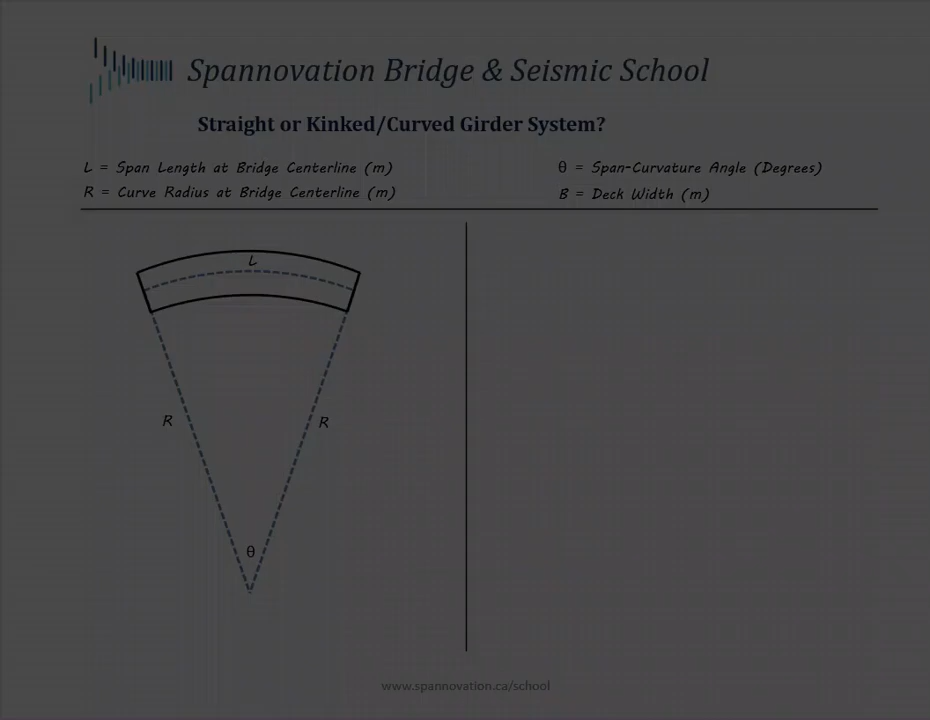 Spannovation Bridge & Seismic School
Straight or Kinked/Curved Girder System?
L = Span Length at Bridge Centerline (m)
θ = Span-Curvature Angle (Degrees)
R = Curve Radius at Bridge Centerline (m)
B = Deck Width (m)
L
R
R
θ
www.spannovation.ca/school